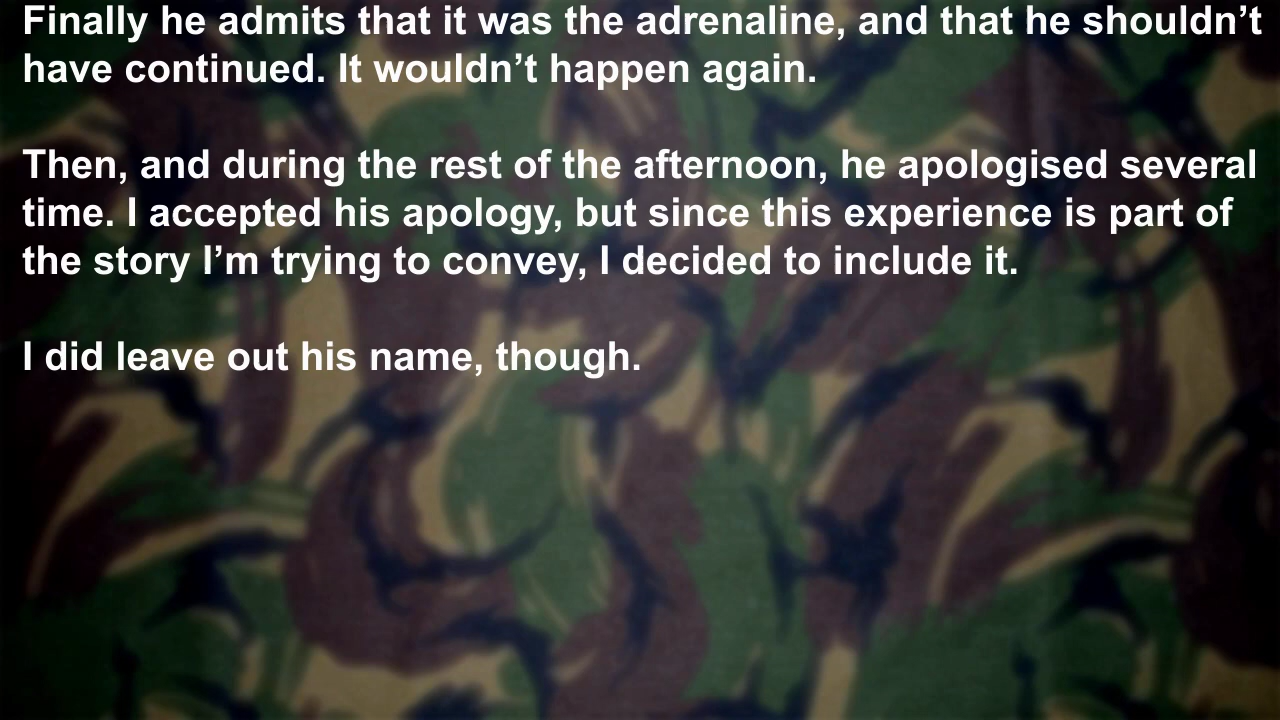 Finally he admits that it was the adrenaline, and that he shouldn’t
have continued. It wouldn’t happen again.
Then, and during the rest of the afternoon, he apologised several
time. I accepted his apology, but since this experience is part of
the story I’m trying to convey, I decided to include it.
I did leave out his name, though.